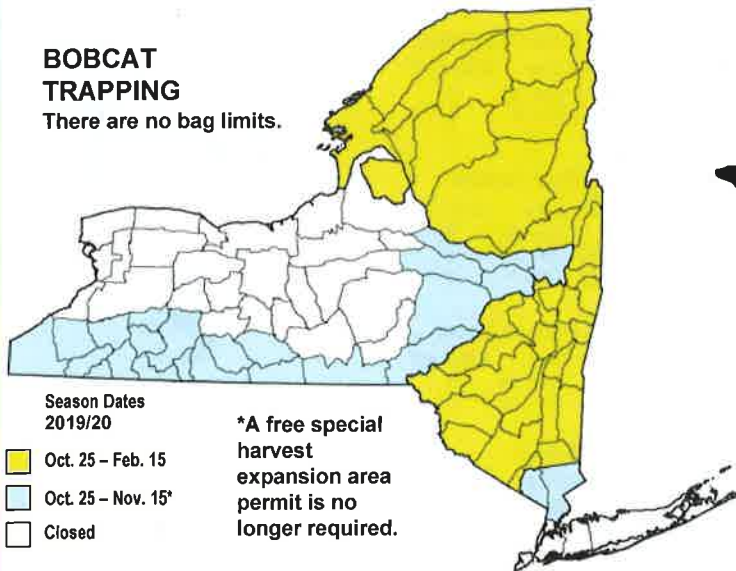 BOBCAT
TRAPPING
There are no bag limits.
Season Dates
2019/20
Oct. 25 – Feb. 15
Oct. 25 – Nov. 15*
Closed
*A free special
harvest
expansion area
permit is no
longer required.